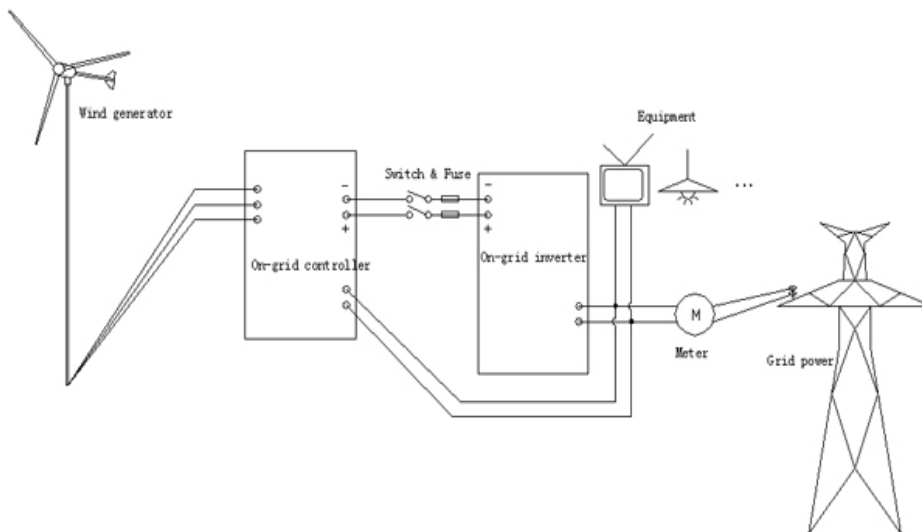 Wind generator
Equipment
Switch & Fuse
...
-
-
+
+
On-grid controller
On-grid inverter
M
Meter
Grid power